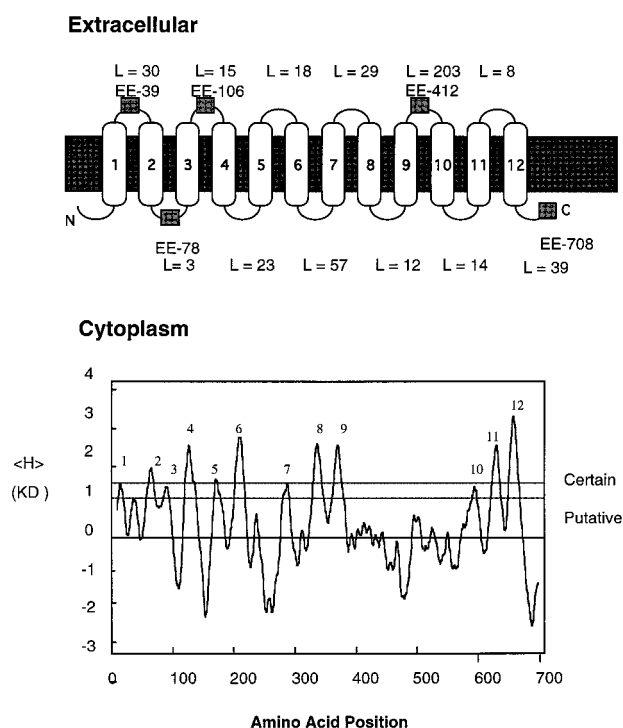 Extracellular
L = 30 L= 15 L = 18 L = 29 L = 203 L = 8
EE-39 EE-106 EE-412
1 2 3 4 5 6 7 8 9 10 11 12
N C
EE-78 EE-708
L= 3 L = 23 L = 57 L = 12 L = 14 L = 39
Cytoplasm
4
3
2
1
0
-1
-2
-3
<H>
(KD )
1 2 3 4 5 6 7 8 9 10 11 12
Certain
Putative
0 100 200 300 400 500 600 700
Amino Acid Position